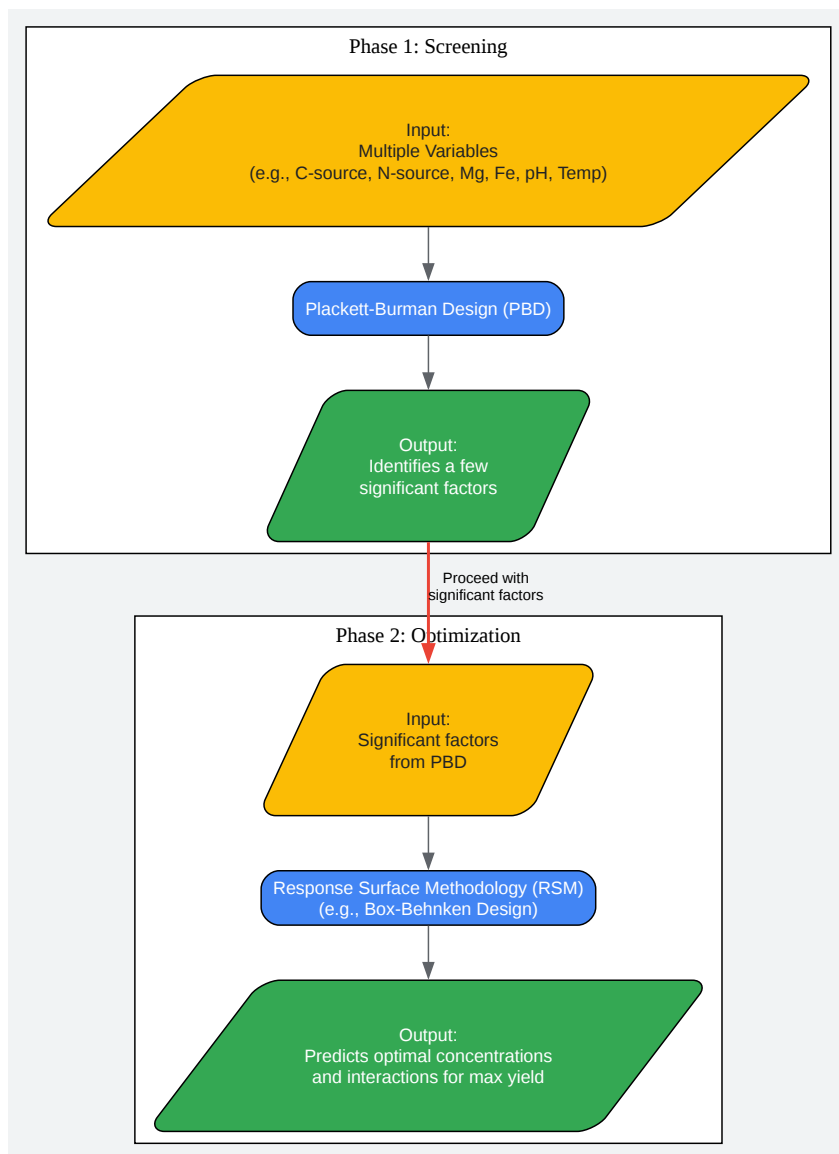 Phase 1: Screening
Input:
Multiple Variables
(e.g., C-source, N-source, Mg, Fe, pH, Temp)
Plackett-Burman Design (PBD)
Output:
Identifies a few
significant factors
Proceed with
significant factors
Phase 2: Optimization
Input:
Significant factors
from PBD
Response Surface Methodology (RSM)
(e.g., Box-Behnken Design)
Output:
Predicts optimal concentrations
and interactions for max yield